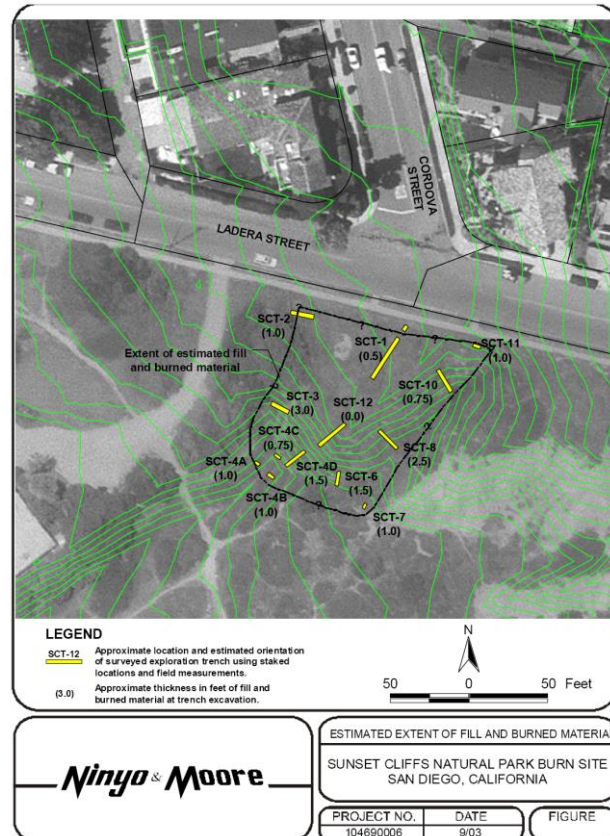 CORDOVA
STREET
LADERA STREET
SCT-2
(1.0)
SCT-1
(0.5)
SCT-11
(1.0)
Extent of estimated fill
and burned material
SCT-10
(0.75)
SCT-3
(3.0)
SCT-12
(0.0)
SCT-4C
(0.75)
SCT-8
(2.5)
SCT-4A
(1.0)
SCT-4D
(1.5)
SCT-6
(1.5)
SCT-4B
(1.0)
SCT-7
(1.0)
LEGEND
SCT-12 Approximate location and estimated orientation
of surveyed exploration trench using staked
locations and field measurements.
(3.0) Approximate thickness in feet of fill and
burned material at trench excavation.
N
50 0 50 Feet
Ninyo & Moore
ESTIMATED EXTENT OF FILL AND BURNED MATERIA
SUNSET CLIFFS NATURAL PARK BURN SITE
SAN DIEGO, CALIFORNIA
PROJECT NO. DATE FIGURE
104690006 9/03